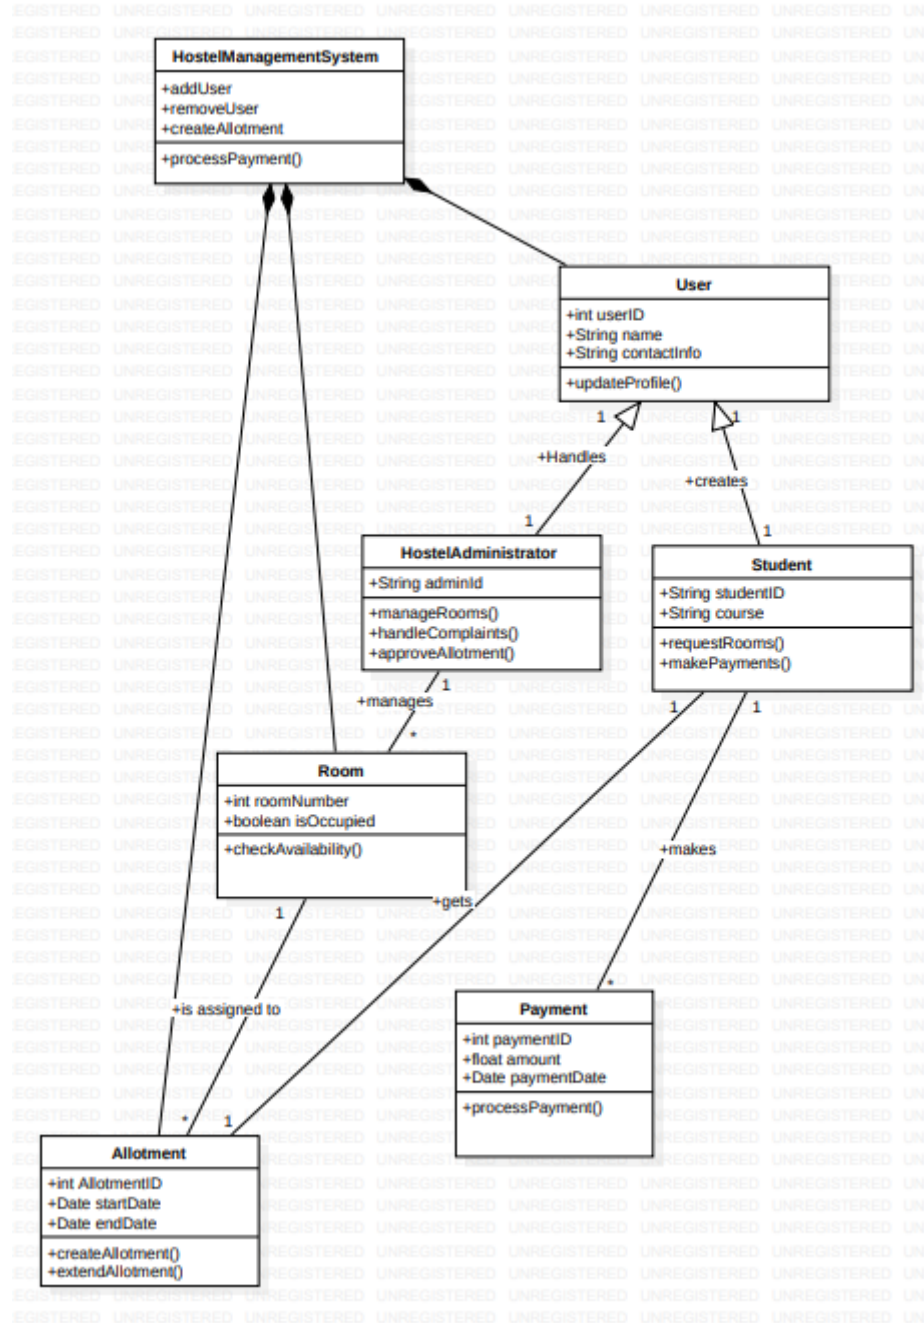 HostelManagementSystem
+addUser
+removeUser
+createAllotment
+processPayment()
User
+int userID
+String name
+String contactInfo
+updateProfile()
1
1
+Handles
+creates
1
1
HostelAdministrator
+String adminId
+manageRooms()
+handleComplaints()
+approveAllotment()
Student
+String studentID
+String course
+requestRooms()
+makePayments()
1
+manages
*
1
1
Room
+int roomNumber
+boolean isOccupied
+checkAvailability()
+makes
+gets
1
+is assigned to
*
Payment
+int paymentID
+float amount
+Date paymentDate
+processPayment()
*
1
Allotment
+int AllotmentID
+Date startDate
+Date endDate
+createAllotment()
+extendAllotment()